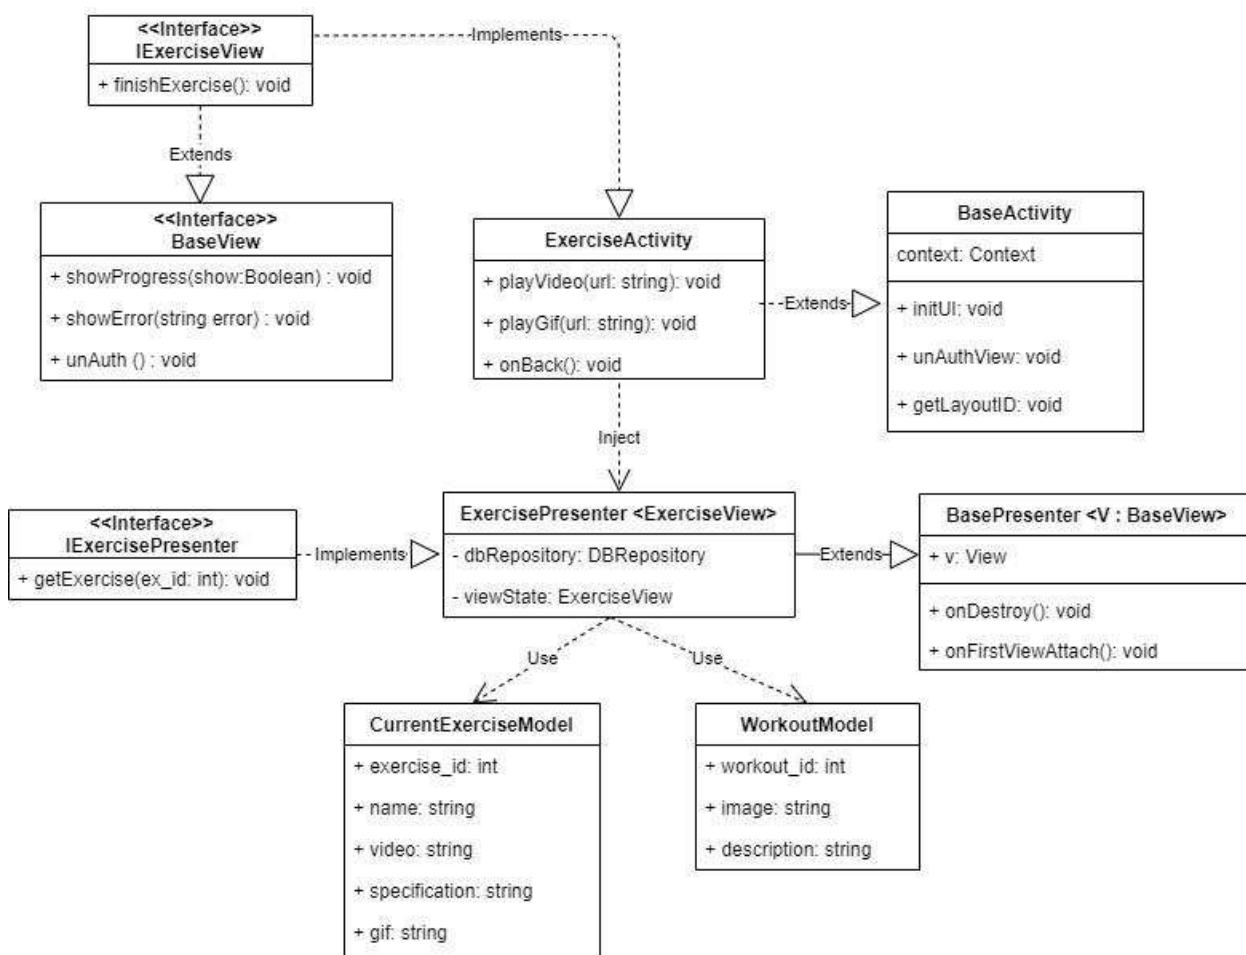 <<Interface>>
IExerciseView
+ finishExercise(): void
Implements
Extends
<<Interface>>
BaseView
+ showProgress(show:Boolean) : void
+ showError(string error) : void
+ unAuth () : void
ExerciseActivity
+ playVideo(url: string): void
+ playGif(url: string): void
+ onBack(): void
Extends
BaseActivity
context: Context
+ initUI: void
+ unAuthView: void
+ getLayoutID: void
Inject
<<Interface>>
IExercisePresenter
+ getExercise(ex_id: int): void
Implements
ExercisePresenter <ExerciseView>
- dbRepository: DBRepository
- viewState: ExerciseView
Extends
BasePresenter <V : BaseView>
+ v: View
+ onDestroy(): void
+ onFirstViewAttach(): void
Use
Use
CurrentExerciseModel
+ exercise_id: int
+ name: string
+ video: string
+ specification: string
+ gif: string
WorkoutModel
+ workout_id: int
+ image: string
+ description: string